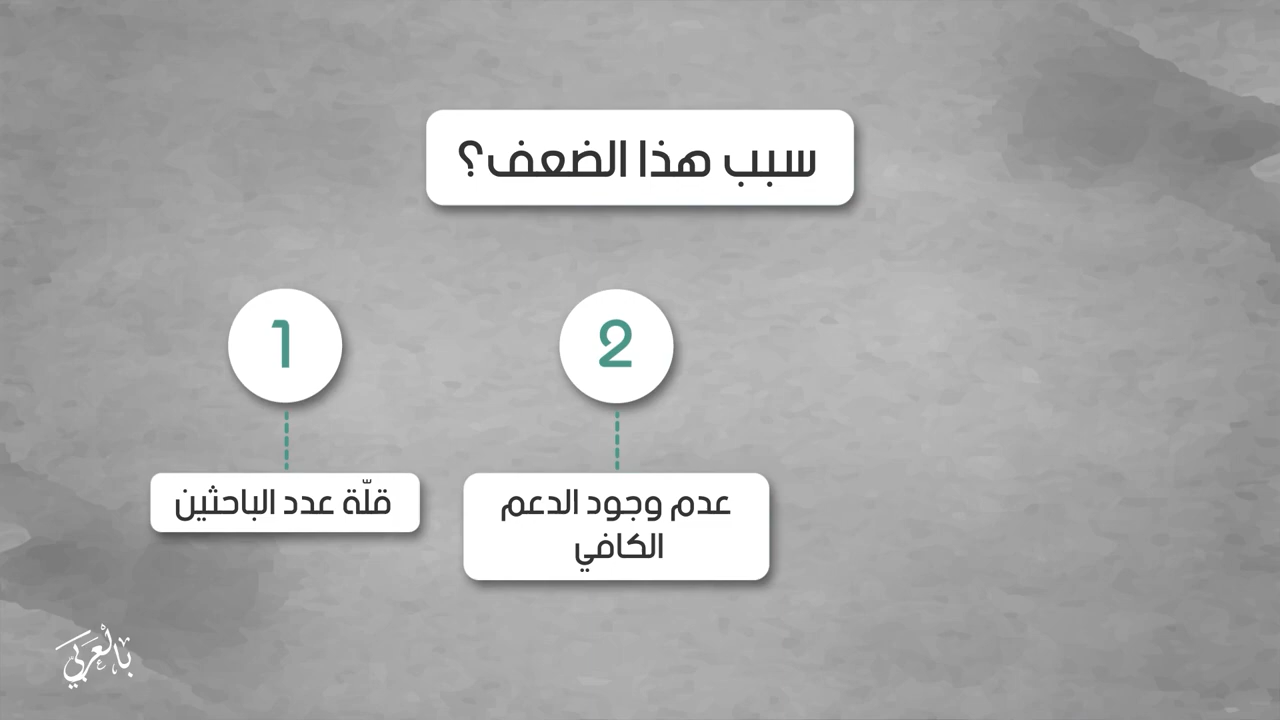 سبب هذا الضعف؟
1
قلّة عدد الباحثين
2
عدم وجود الدعم
الكافي
بالعربي